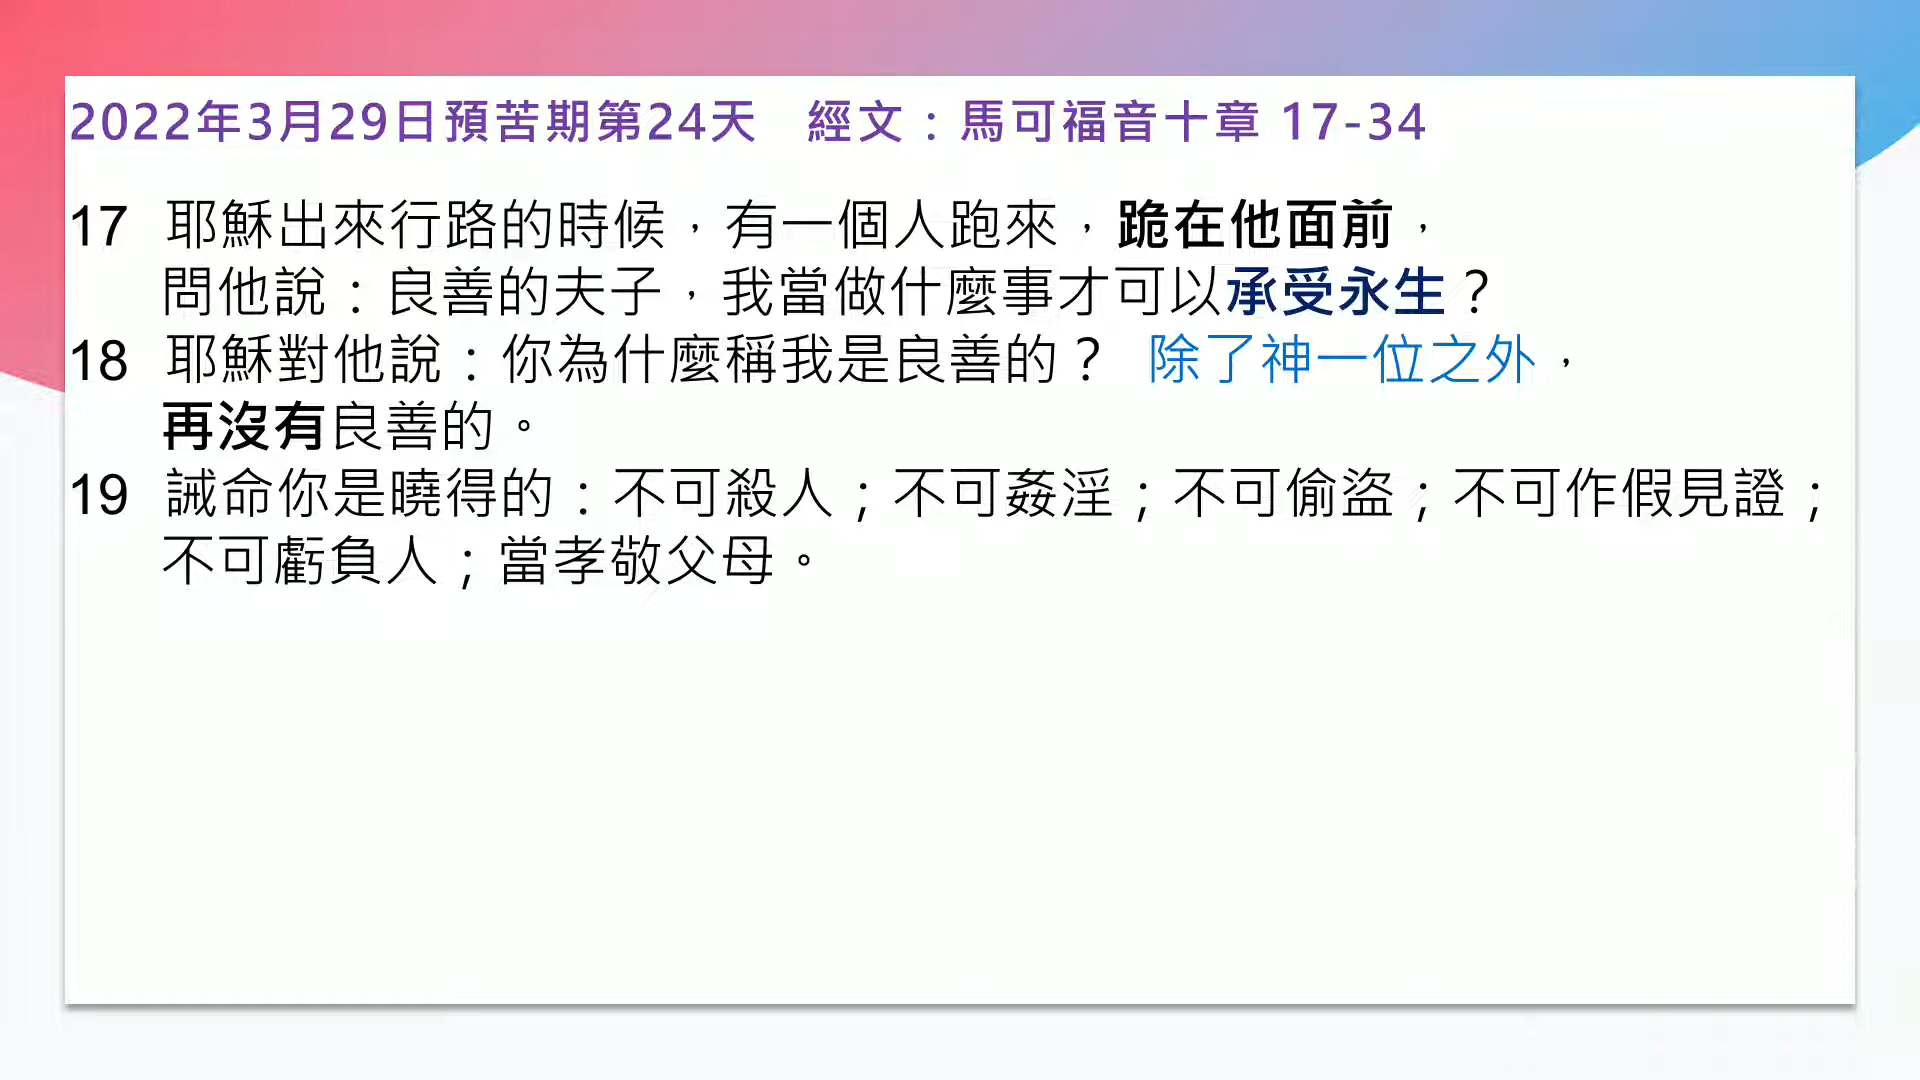 2022年3月29日預苦期第24天 經文：馬可福音十章 17-34
17 耶穌出來行路的時候，有一個人跑來，跪在他面前，
問他說：良善的夫子，我當做什麼事才可以承受永生？
18 耶穌對他說：你為什麼稱我是良善的？ 除了神一位之外，
再沒有良善的。
19 誡命你是曉得的：不可殺人；不可姦淫；不可偷盜；不可作假見證；
不可虧負人；當孝敬父母。